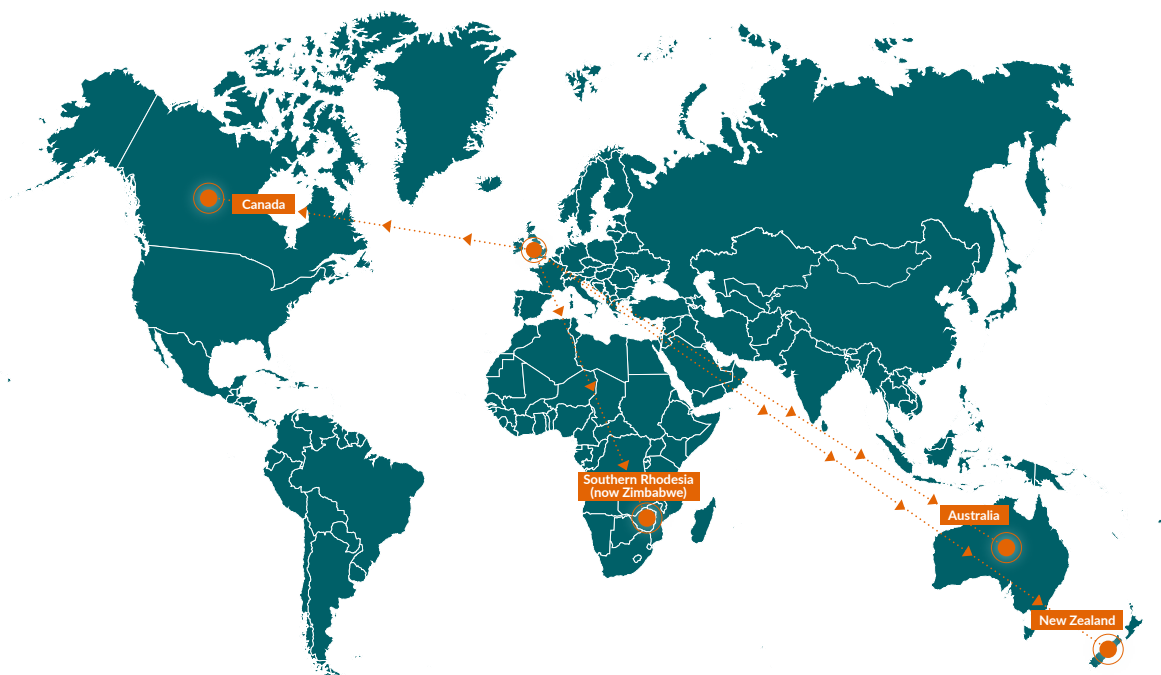 Canada
Southern Rhodesia
(now Zimbabwe)
Australia
New Zealand